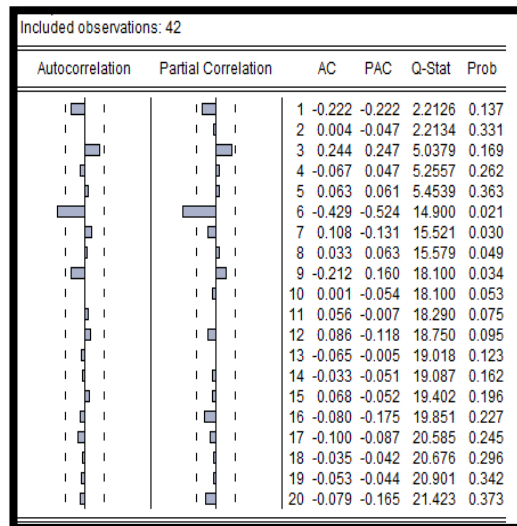 Included observations: 42
Autocorrelation Partial Correlation AC PAC Q-Stat Prob
1 -0.222 -0.222 2.2126 0.137
2 0.004 -0.047 2.2134 0.331
3 0.244 0.247 5.0379 0.169
4 -0.067 0.047 5.2557 0.262
5 0.063 0.061 5.4539 0.363
6 -0.429 -0.524 14.900 0.021
7 0.108 -0.131 15.521 0.030
8 0.033 0.063 15.579 0.049
9 -0.212 0.160 18.100 0.034
10 0.001 -0.054 18.100 0.053
11 0.056 -0.007 18.290 0.075
12 0.086 -0.118 18.750 0.095
13 -0.065 -0.005 19.018 0.123
14 -0.033 -0.051 19.087 0.162
15 0.068 -0.052 19.402 0.196
16 -0.080 -0.175 19.851 0.227
17 -0.100 -0.087 20.585 0.245
18 -0.035 -0.042 20.676 0.296
19 -0.053 -0.044 20.901 0.342
20 -0.079 -0.165 21.423 0.373